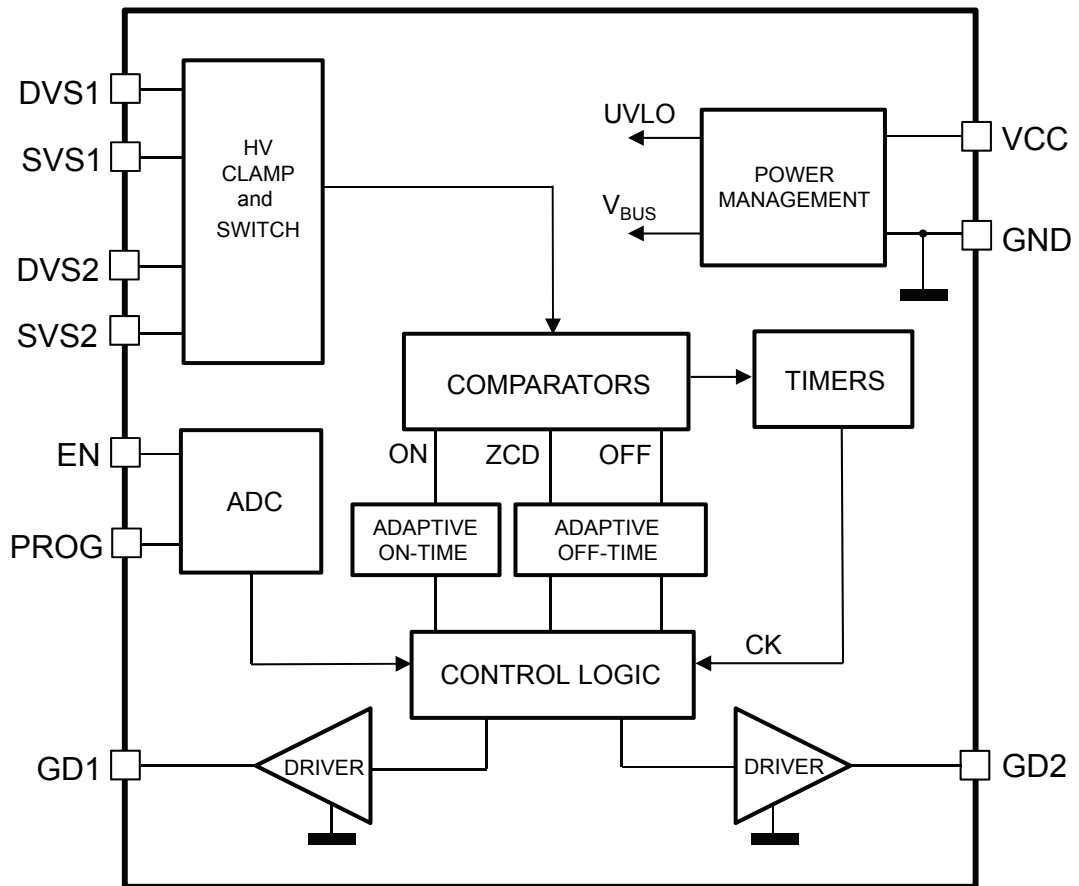 DVS1
SVS1
DVS2
SVS2
HV
CLAMP
and
SWITCH
UVLO
VBUS
POWER
MANAGEMENT
VCC
GND
COMPARATORS
TIMERS
EN
PROG
ADC
ON
ZCD
OFF
ADAPTIVE
ON-TIME
ADAPTIVE
OFF-TIME
CK
CONTROL LOGIC
GD1
DRIVER
DRIVER
GD2